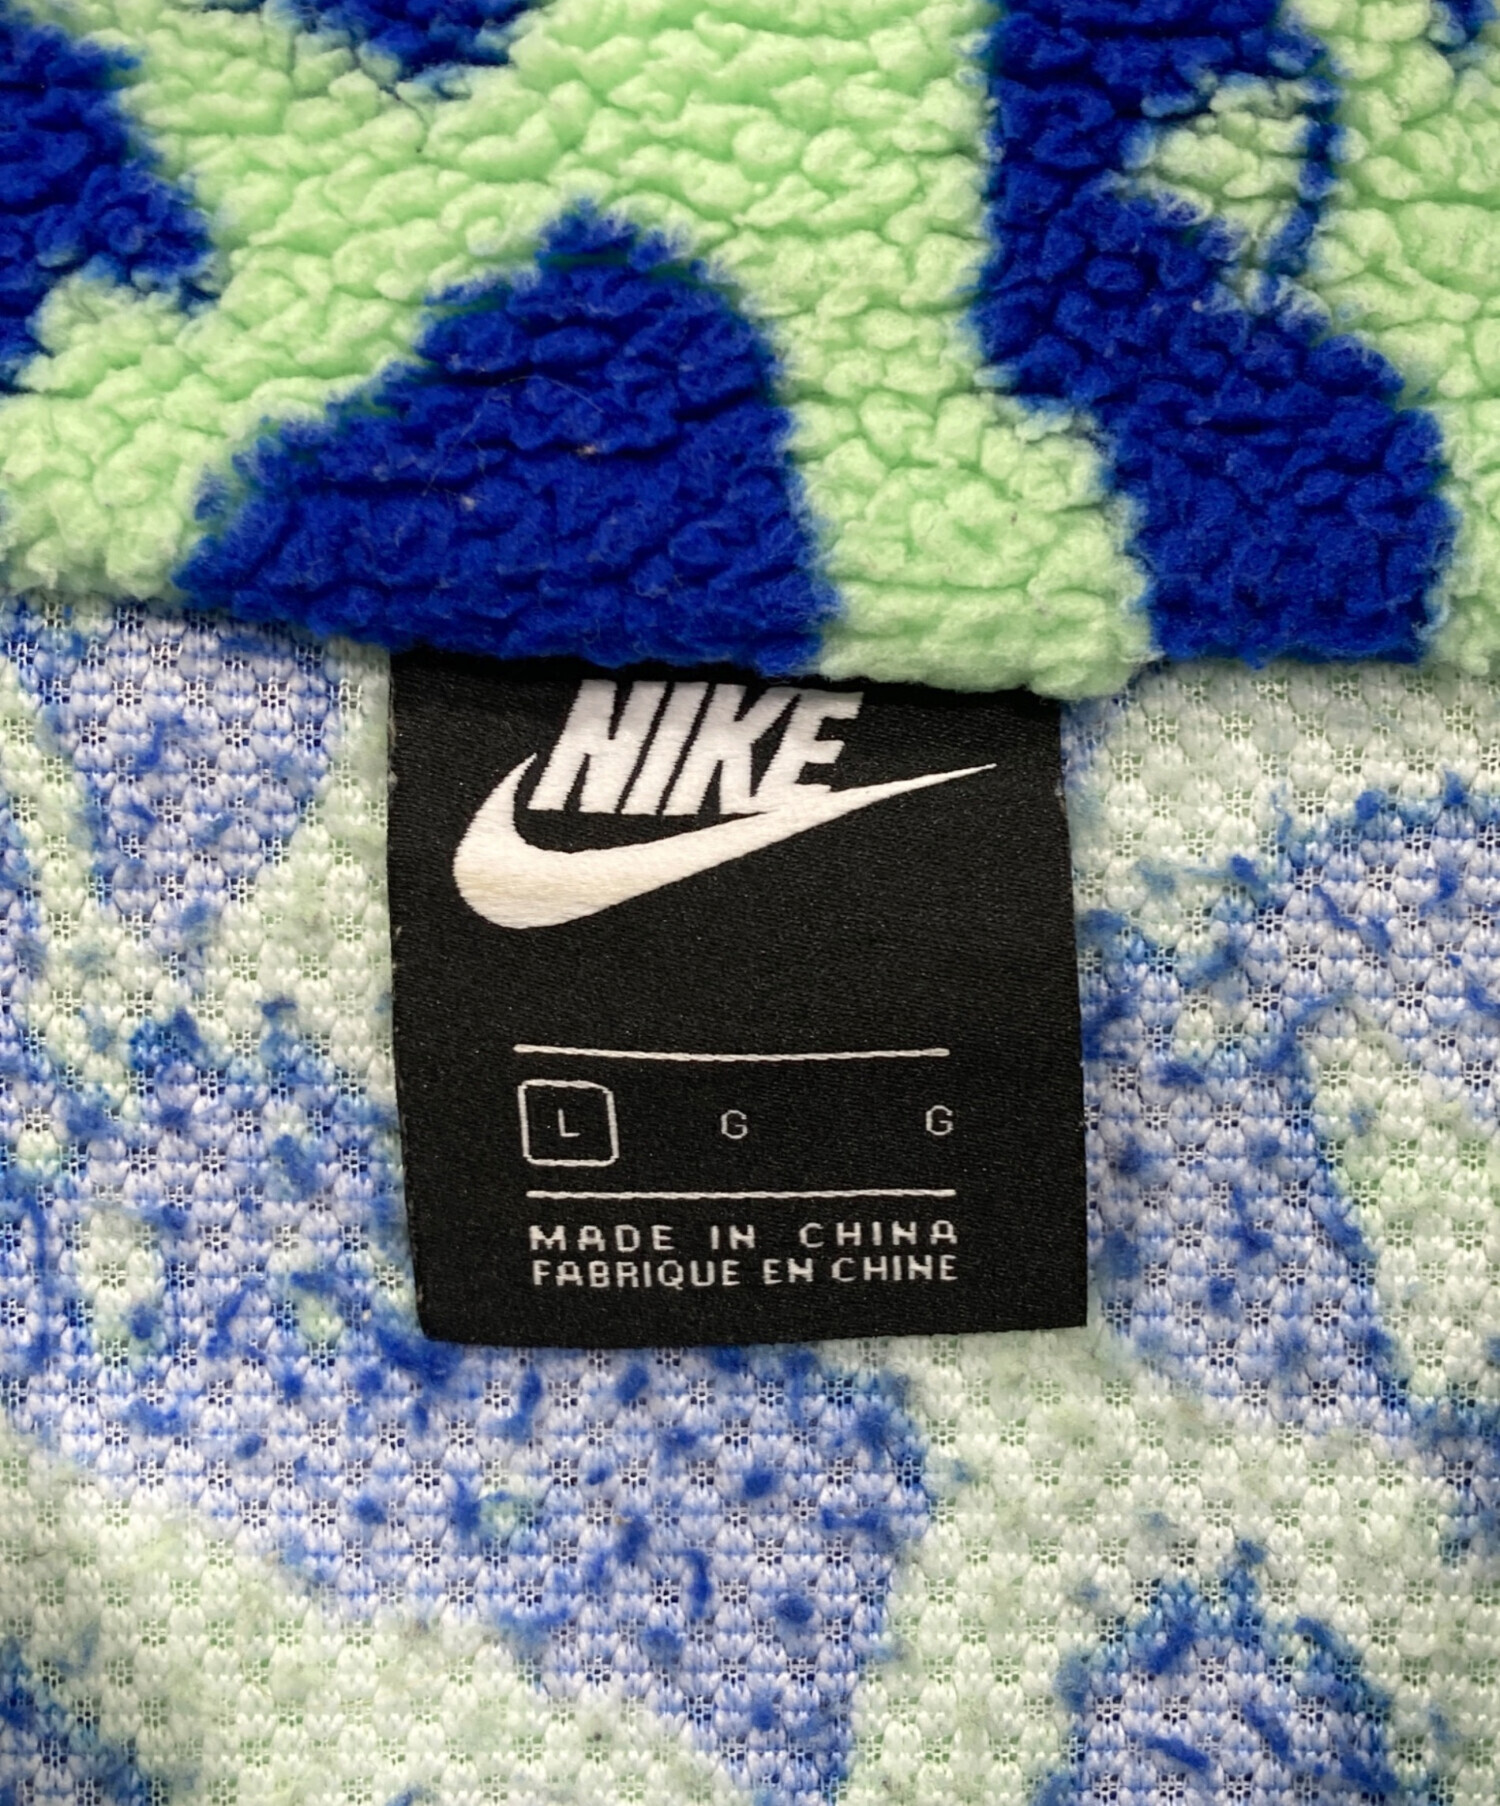 NIKE
L G G
MADE IN CHINA
FABRIQUE EN CHINE